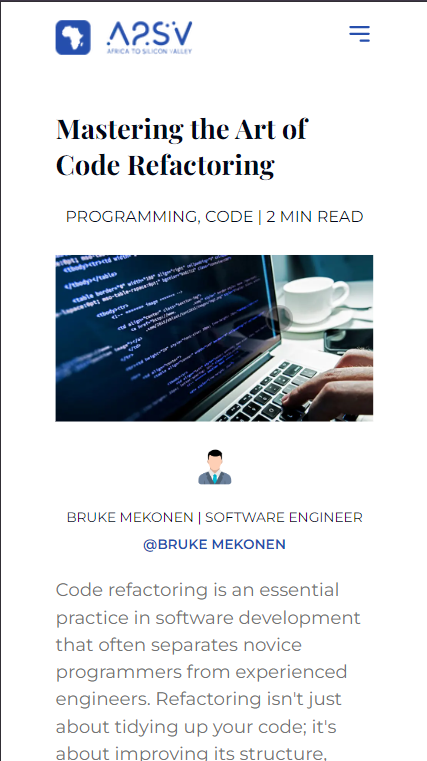 A2SV
AFRICA TO SILICON VALLEY
Mastering the Art of
Code Refactoring
PROGRAMMING, CODE | 2 MIN READ
BRUKE MEKONEN | SOFTWARE ENGINEER
@BRUKE MEKONEN
Code refactoring is an essential
practice in software development
that often separates novice
programmers from experienced
engineers. Refactoring isn't just
about tidying up your code; it's
about improving its structure,